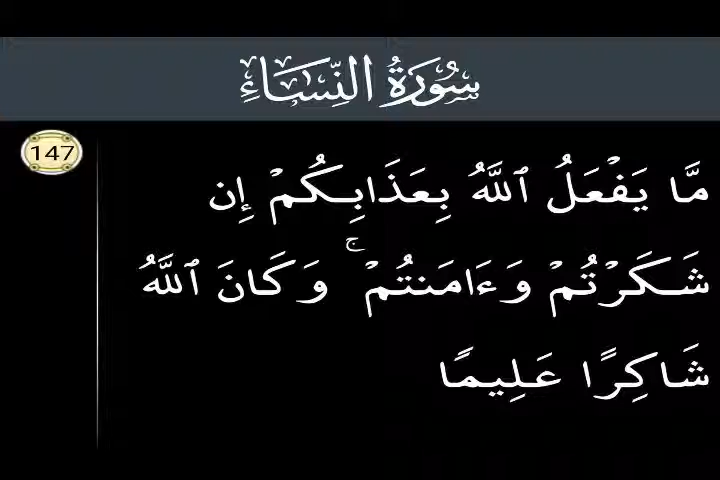 سُورَةُ النِّسَاءِ
147
مَّا يَفْعَلُ ٱللَّهُ بِعَذَابِكُمْ إِن
شَكَرْتُمْ وَءَامَنتُمْ ۚ وَكَانَ ٱللَّهُ
شَاكِرًا عَلِيمًا